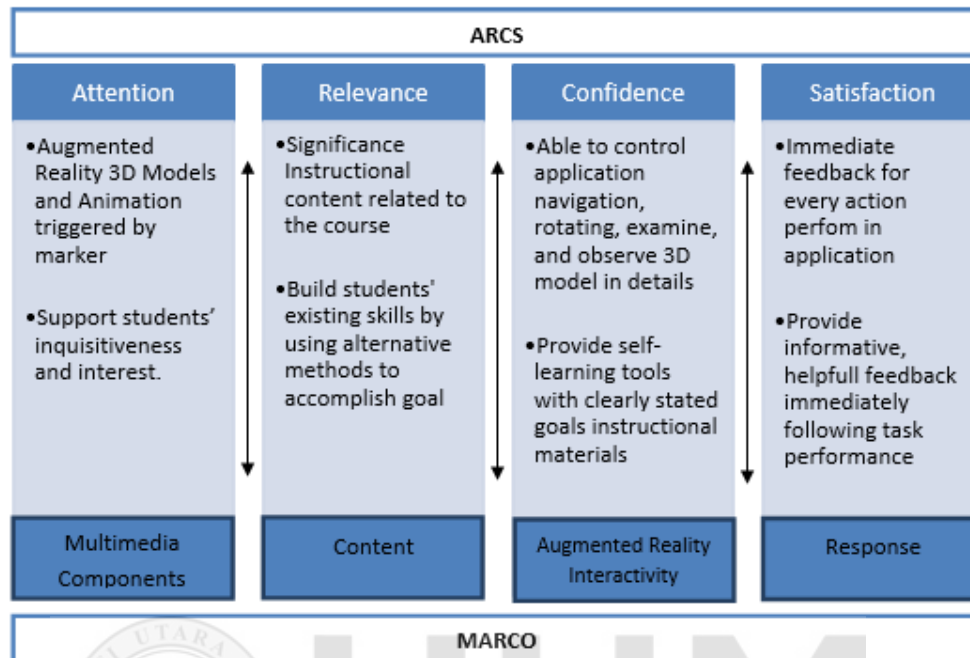 ARCS
Attention
•Augmented
Reality 3D Models
and Animation
triggered by
marker
•Support students’
inquisitiveness
and interest.
Multimedia
Components
Relevance
•Significance
Instructional
content related to
the course
•Build students'
existing skills by
using alternative
methods to
accomplish goal
Content
Confidence
•Able to control
application
navigation,
rotating, examine,
and observe 3D
model in details
•Provide self-
learning tools
with clearly stated
goals instructional
materials
Augmented Reality
Interactivity
Satisfaction
•Immediate
feedback for
every action
perfom in
application
•Provide
informative,
helpfull feedback
immediately
following task
performance
Response
MARCO
UTARA